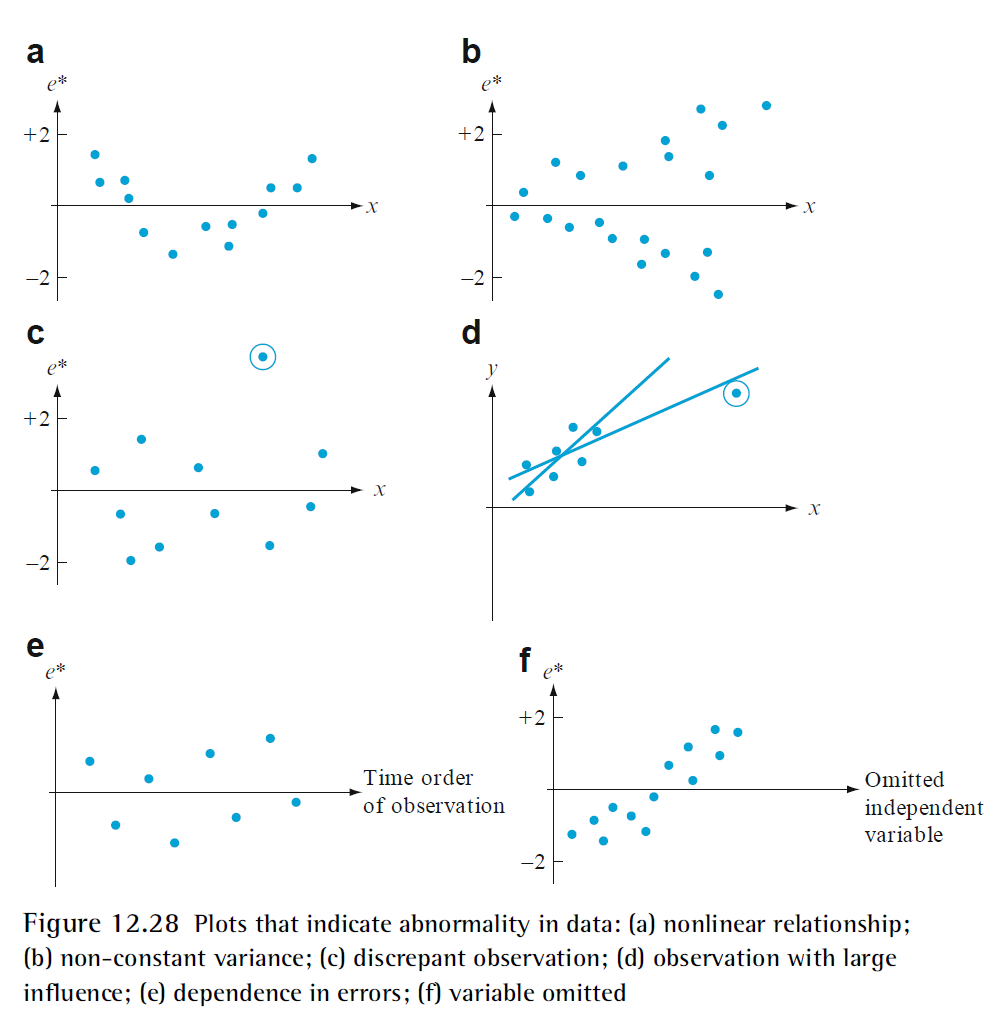 a
e*
+2
x
−2
b
e*
+2
x
−2
c
e*
+2
x
−2
d
y
x
e
e*
Time order
of observation
f
e*
+2
Omitted
independent
variable
−2
Figure 12.28 Plots that indicate abnormality in data: (a) nonlinear relationship;
(b) non-constant variance; (c) discrepant observation; (d) observation with large
influence; (e) dependence in errors; (f) variable omitted